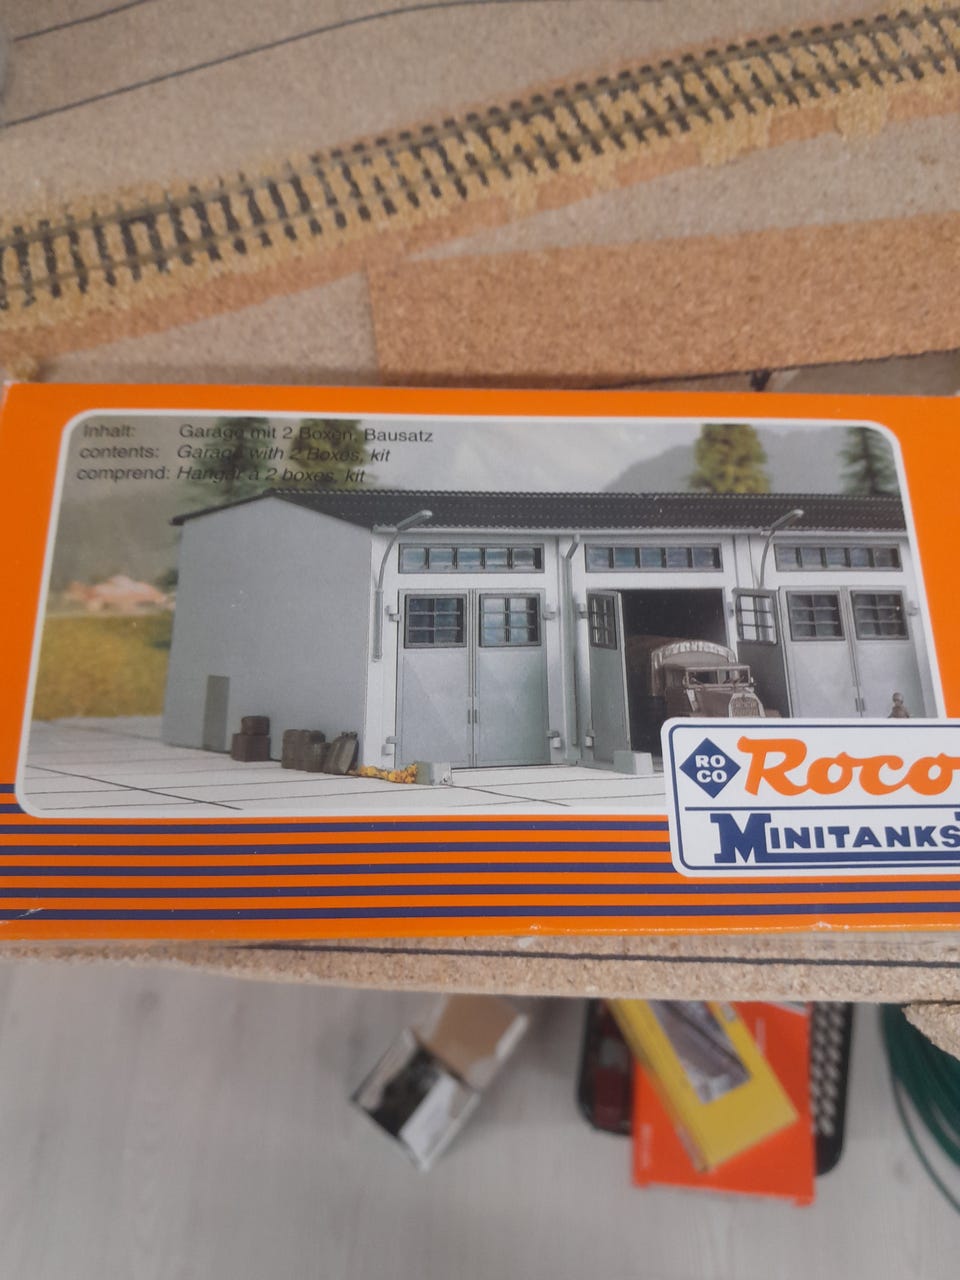 Inhalt: Garage mit 2 Boxen, Bausatz
contents: Garage with 2 Boxes, kit
comprend: Hangar à 2 boxes, kit
RO
CO
Roco
MINITANKS